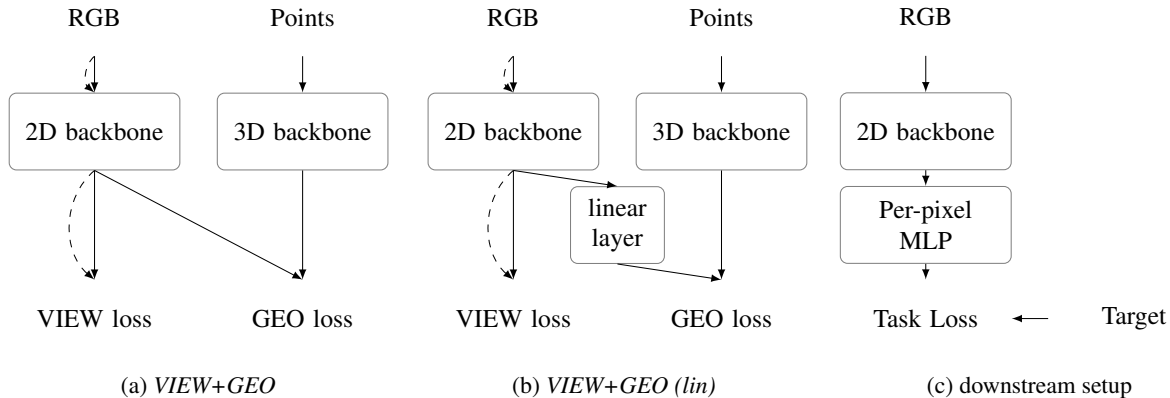 RGB Points RGB Points RGB
2D backbone 3D backbone 2D backbone 3D backbone 2D backbone
linear
layer
Per-pixel
MLP
VIEW loss GEO loss VIEW loss GEO loss Task Loss Target
(a) VIEW+GEO (b) VIEW+GEO (lin) (c) downstream setup